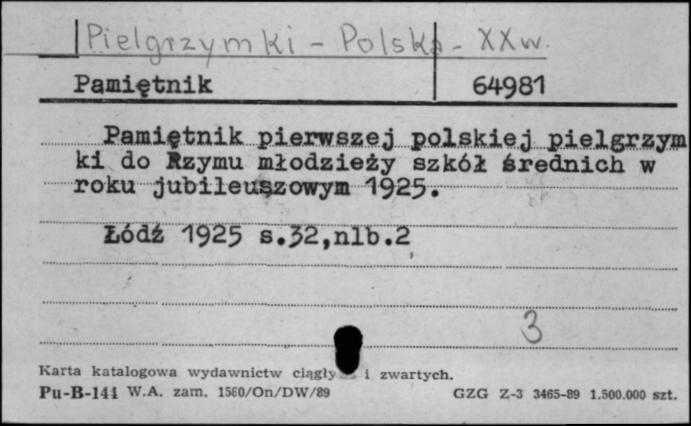 Pielgrzymki - Polska - XX w.
Pamiętnik 64981
Pamiętnik pierwszej polskiej pielgrzym
ki do Rzymu młodzieży szkół średnich w
roku jubileuszowym 1925.
Łódź 1925 s.32,nlb.2
3
Karta katalogowa wydawnictw ciągły i zwartych.
Pu-B-144 W.A. zam. 1560/On/DW/89 GZG Z-3 3465-89 1.500.000 szt.